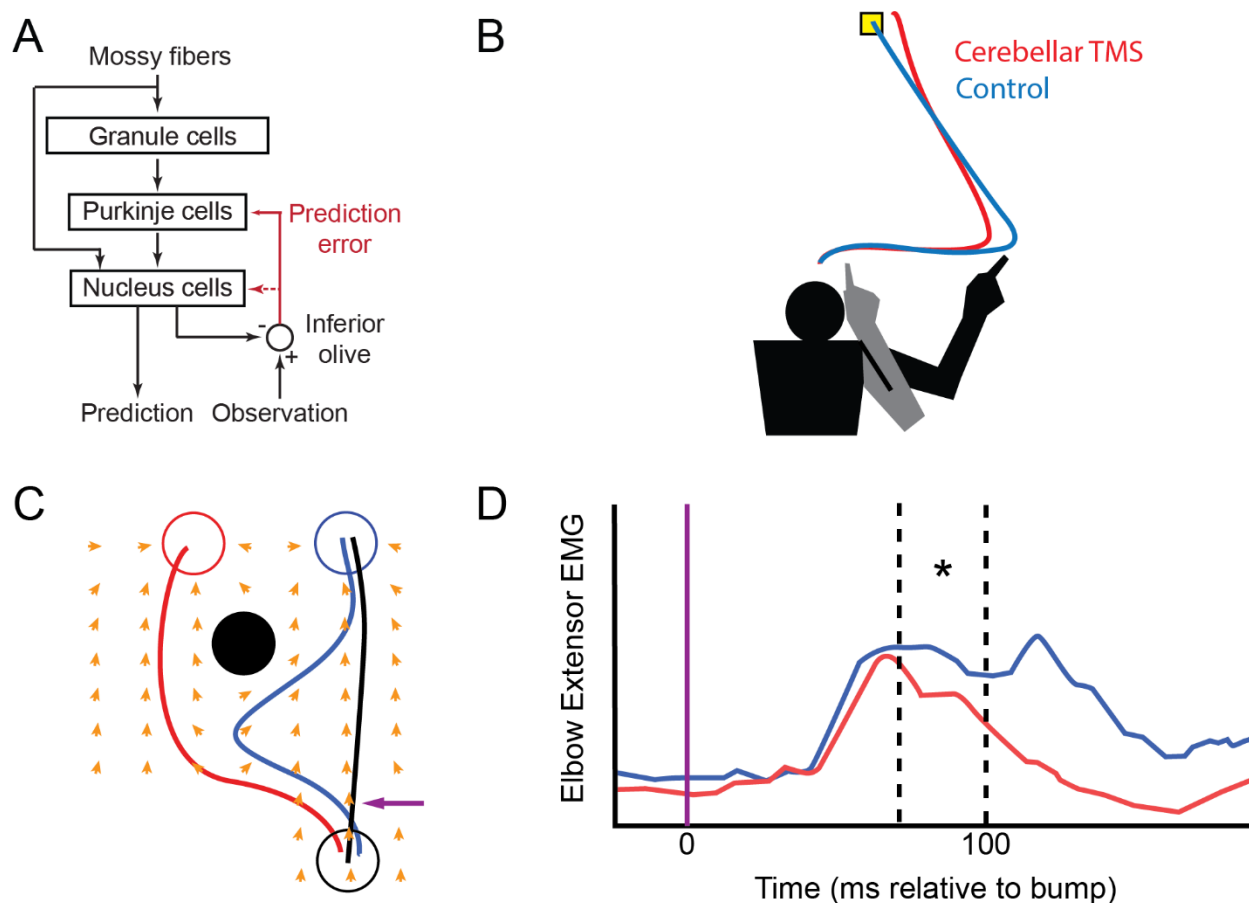 A
Mossy fibers
Granule cells
Purkinje cells
Prediction
error
Nucleus cells
-
+
Inferior
olive
Prediction
Observation
B
Cerebellar TMS
Control
C
D
Elbow Extensor EMG
*
0
100
Time (ms relative to bump)